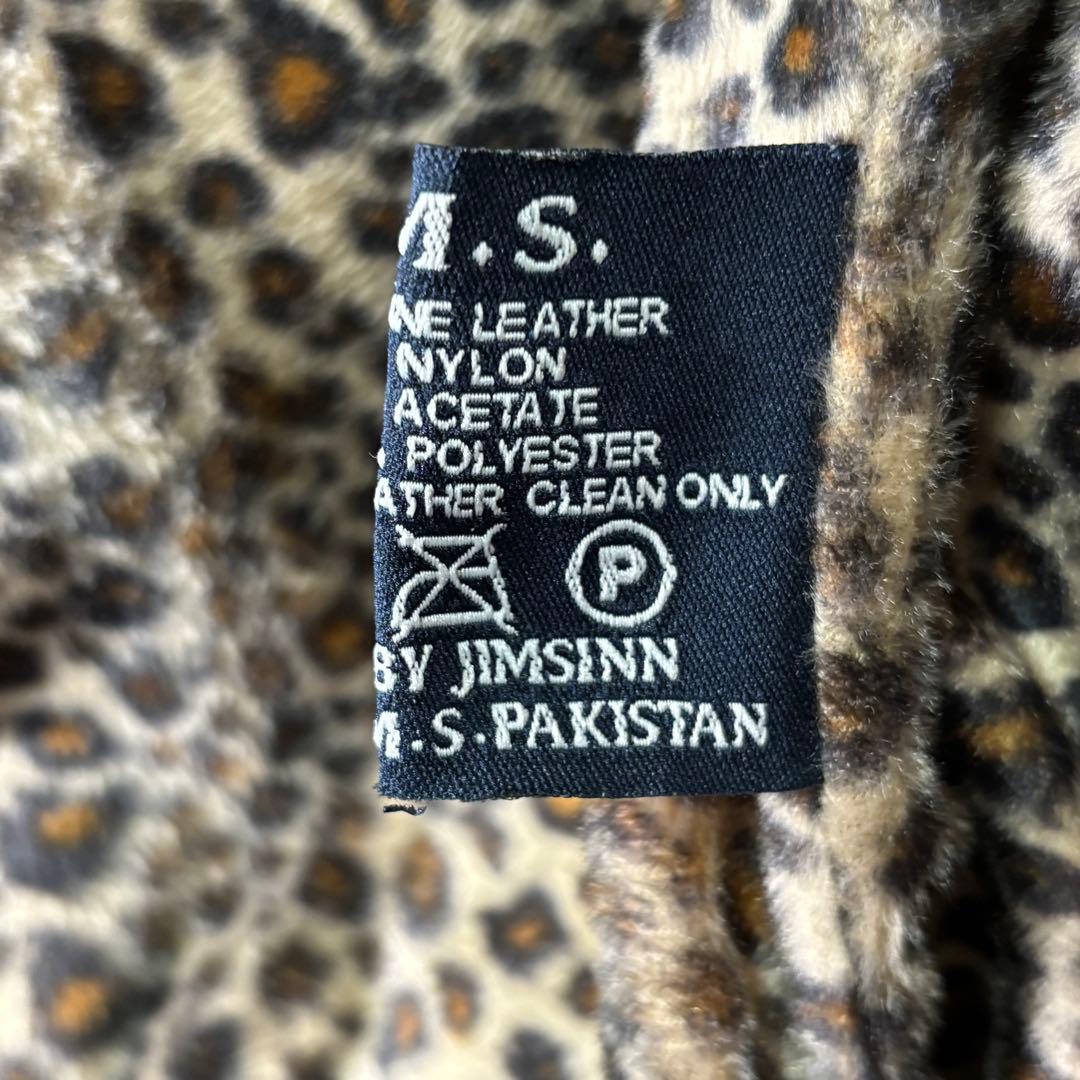 M.S.
NE LEATHER
NYLON
ACETATE
POLYESTER
ATHER CLEAN ONLY
P
BY JIMSINN
M.S.PAKISTAN